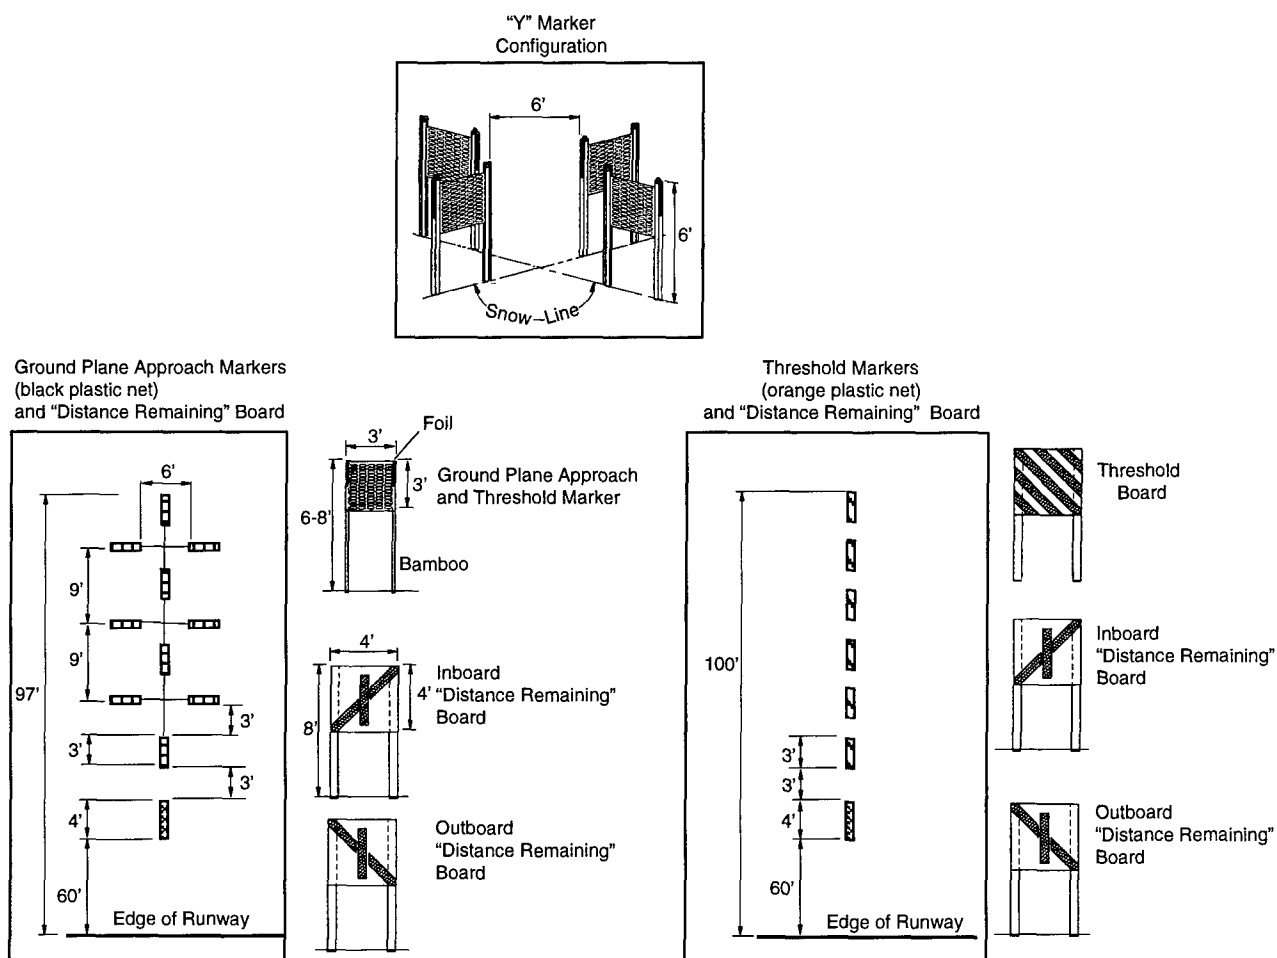 “Y” Marker
Configuration
6’
6’
Snow–Line
Ground Plane Approach Markers
(black plastic net)
and “Distance Remaining” Board
6’
9’
9’
97’
3’
3’
3’
4’
60’
Edge of Runway
Foil
3’
3’
6-8’
Ground Plane Approach
and Threshold Marker
Bamboo
4’
4’
8’
Inboard
“Distance Remaining”
Board
Outboard
“Distance Remaining”
Board
Threshold Markers
(orange plastic net)
and “Distance Remaining” Board
100’
3’
3’
4’
60’
Edge of Runway
Threshold
Board
Inboard
“Distance Remaining”
Board
Outboard
“Distance Remaining”
Board